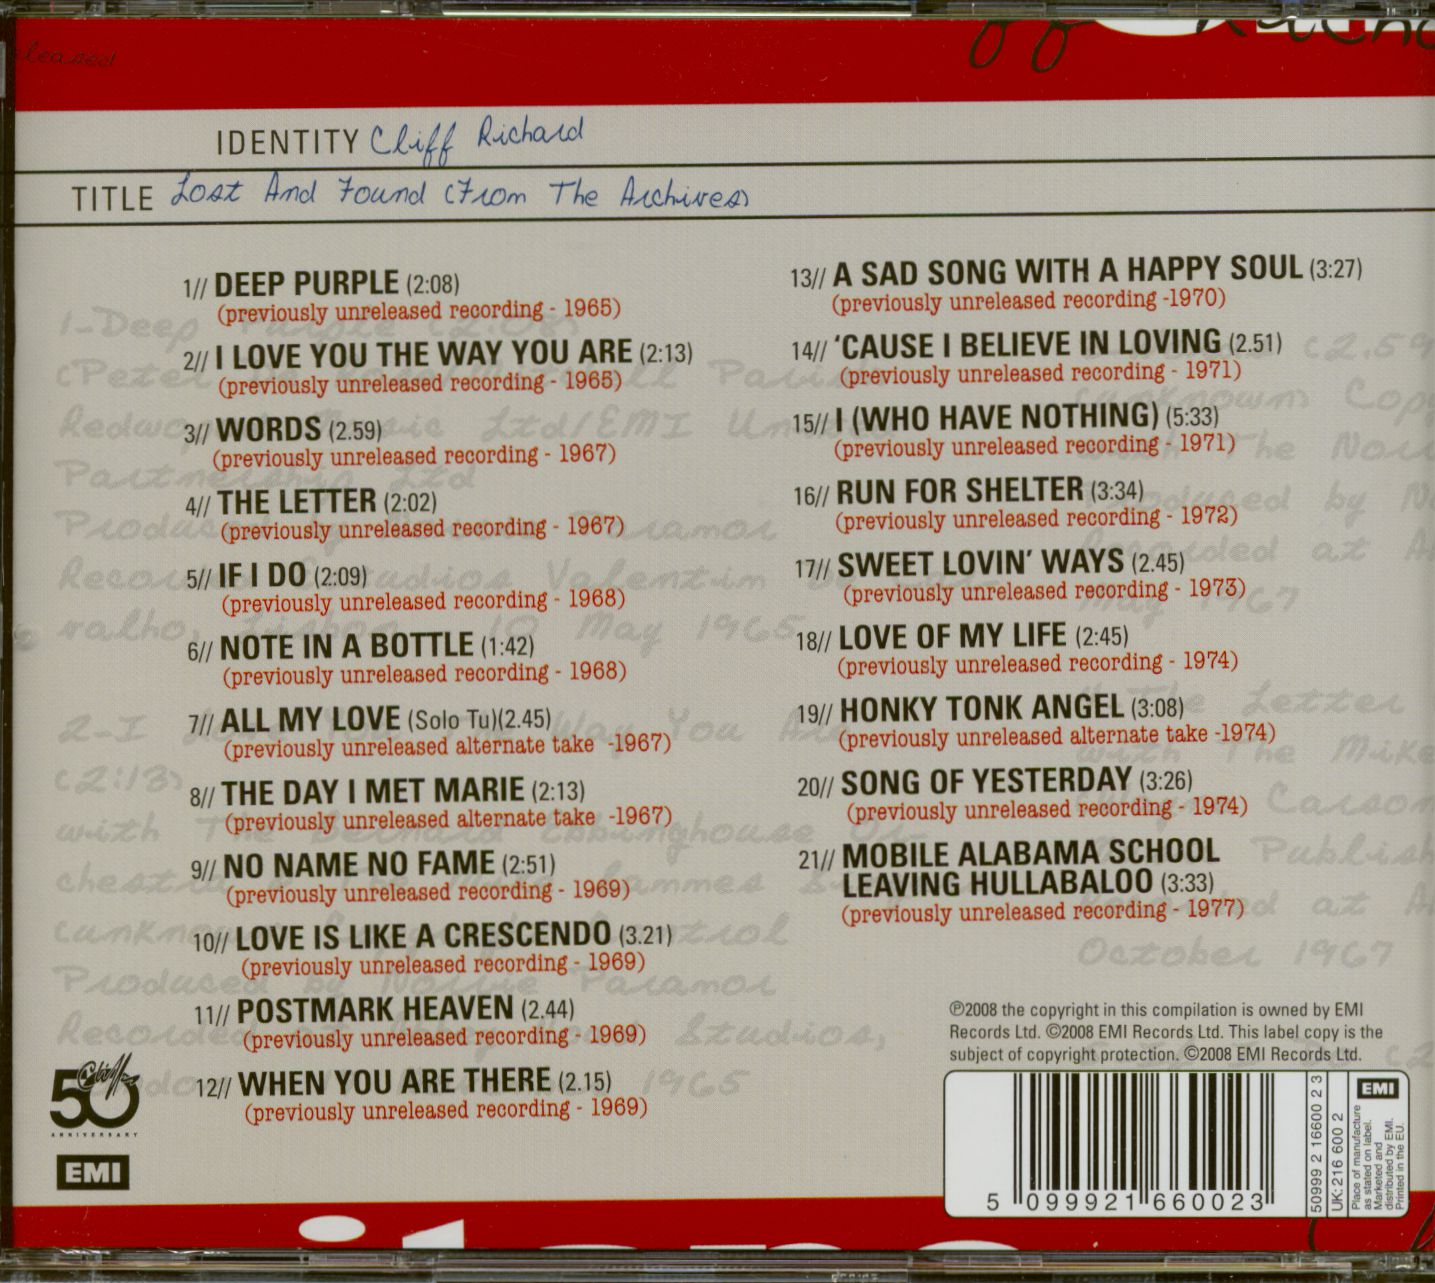 leased
IDENTITY Cliff Richard
TITLE Lost And Found (From The Archives)
1// DEEP PURPLE (2:08)
(previously unreleased recording - 1965)
2// I LOVE YOU THE WAY YOU ARE (2:13)
(previously unreleased recording - 1965)
3// WORDS (2.59)
(previously unreleased recording - 1967)
4// THE LETTER (2:02)
(previously unreleased recording - 1967)
5// IF I DO (2:09)
(previously unreleased recording - 1968)
6// NOTE IN A BOTTLE (1:42)
(previously unreleased recording - 1968)
7// ALL MY LOVE (Solo Tu)(2.45)
(previously unreleased alternate take -1967)
8// THE DAY I MET MARIE (2:13)
(previously unreleased alternate take -1967)
9// NO NAME NO FAME (2:51)
(previously unreleased recording - 1969)
10// LOVE IS LIKE A CRESCENDO (3.21)
(previously unreleased recording - 1969)
11// POSTMARK HEAVEN (2.44)
(previously unreleased recording - 1969)
12// WHEN YOU ARE THERE (2.15)
(previously unreleased recording - 1969)
13// A SAD SONG WITH A HAPPY SOUL (3:27)
(previously unreleased recording -1970)
14// ‘CAUSE I BELIEVE IN LOVING (2.51)
(previously unreleased recording - 1971)
15// I (WHO HAVE NOTHING) (5:33)
(previously unreleased recording - 1971)
16// RUN FOR SHELTER (3:34)
(previously unreleased recording - 1972)
17// SWEET LOVIN’ WAYS (2.45)
(previously unreleased recording - 1973)
18// LOVE OF MY LIFE (2:45)
(previously unreleased recording - 1974)
19// HONKY TONK ANGEL (3:08)
(previously unreleased alternate take -1974)
20// SONG OF YESTERDAY (3:26)
(previously unreleased recording - 1974)
21// MOBILE ALABAMA SCHOOL
LEAVING HULLABALOO (3:33)
(previously unreleased recording - 1977)
℗2008 the copyright in this compilation is owned by EMI
Records Ltd. ©2008 EMI Records Ltd. This label copy is the
subject of copyright protection. ©2008 EMI Records Ltd.
Cliff
50
ANNIVERSARY
EMI
5 099921 660023
50999 2 16600 2 3
UK: 216 600 2
EMI
Place of manufacture
as stated on label.
Marketed and
distributed by EMI.
Printed in the EU.